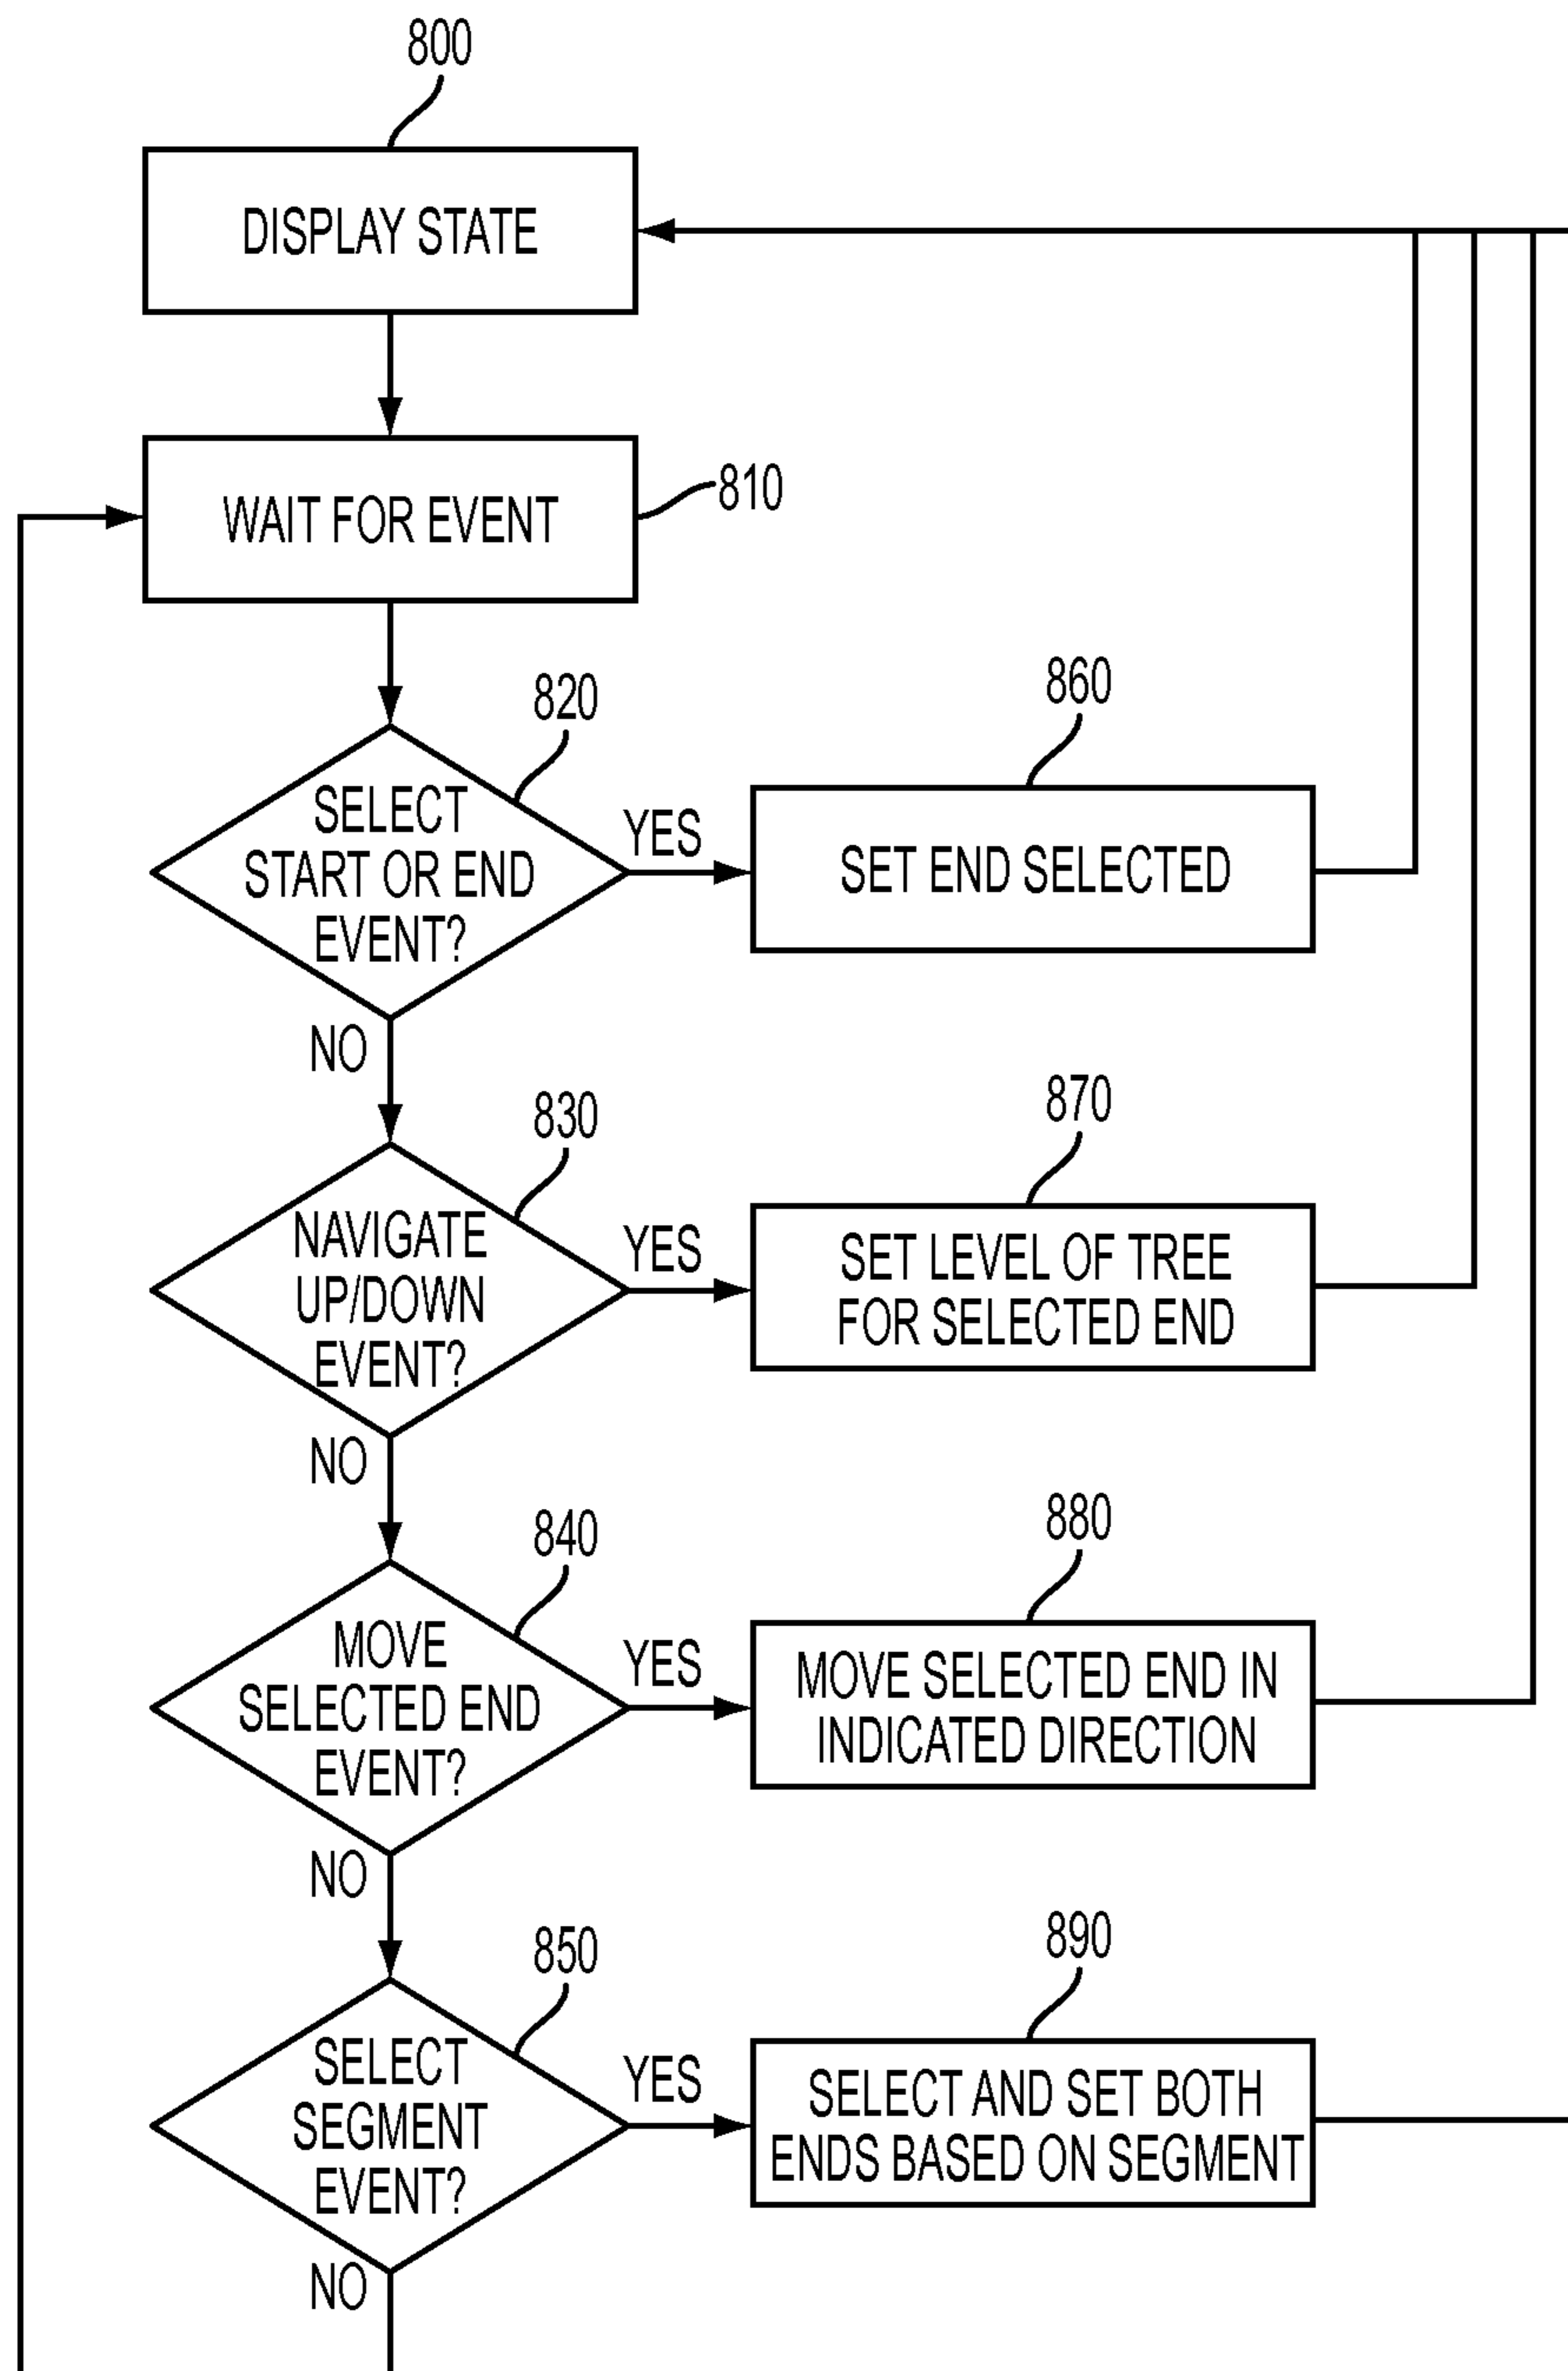 800
DISPLAY STATE
WAIT FOR EVENT
810
820
SELECT
START OR END
EVENT?
YES
860
SET END SELECTED
NO
830
NAVIGATE
UP/DOWN
EVENT?
YES
870
SET LEVEL OF TREE
FOR SELECTED END
NO
840
MOVE
SELECTED END
EVENT?
YES
880
MOVE SELECTED END IN
INDICATED DIRECTION
NO
850
SELECT
SEGMENT
EVENT?
YES
890
SELECT AND SET BOTH
ENDS BASED ON SEGMENT
NO